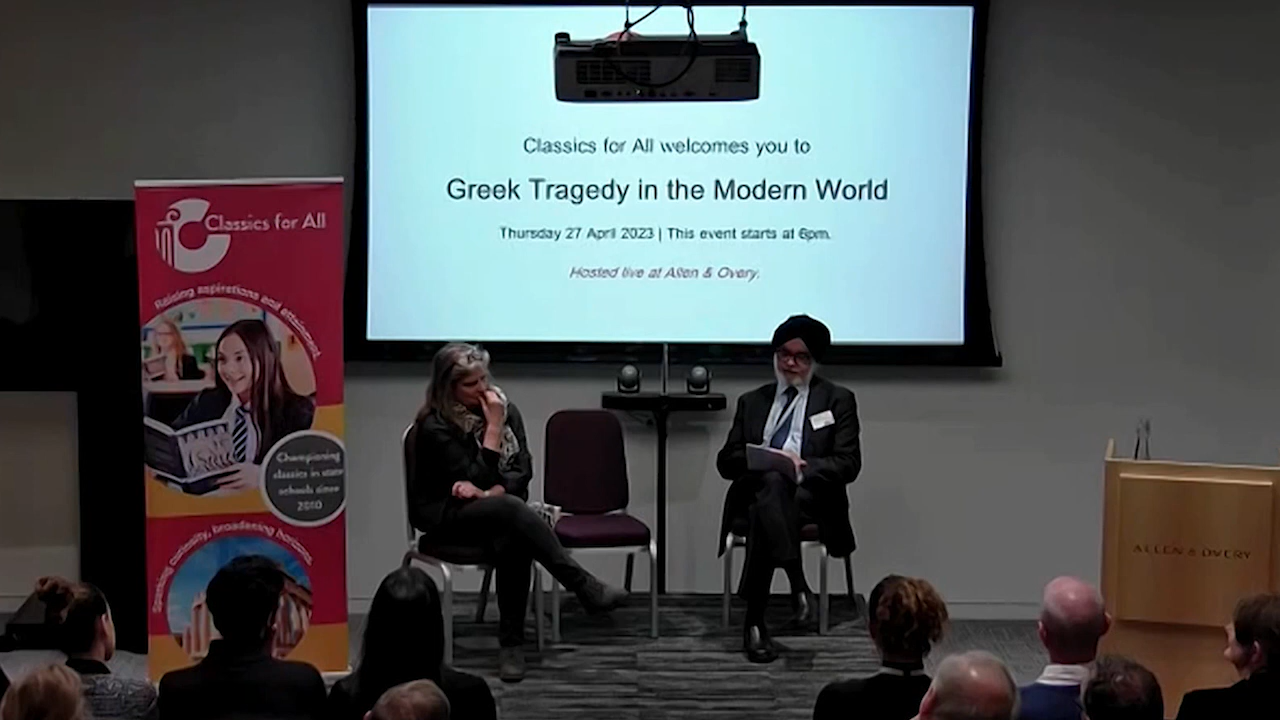 Classics for All welcomes you to
Greek Tragedy in the Modern World
Thursday 27 April 2023 | This event starts at 6pm.
Hosted live at Allen & Overy.
Classics for All
Raising aspirations and attainment
Championing
classics in state
schools since
2010
Sparking curiosity, broadening horizons.
ALLEN & OVERY